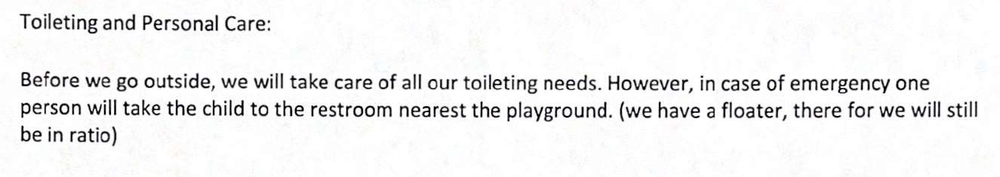 Toileting and Personal Care:
Before we go outside, we will take care of all our toileting needs. However, in case of emergency one
person will take the child to the restroom nearest the playground. (we have a floater, there for we will still
be in ratio)